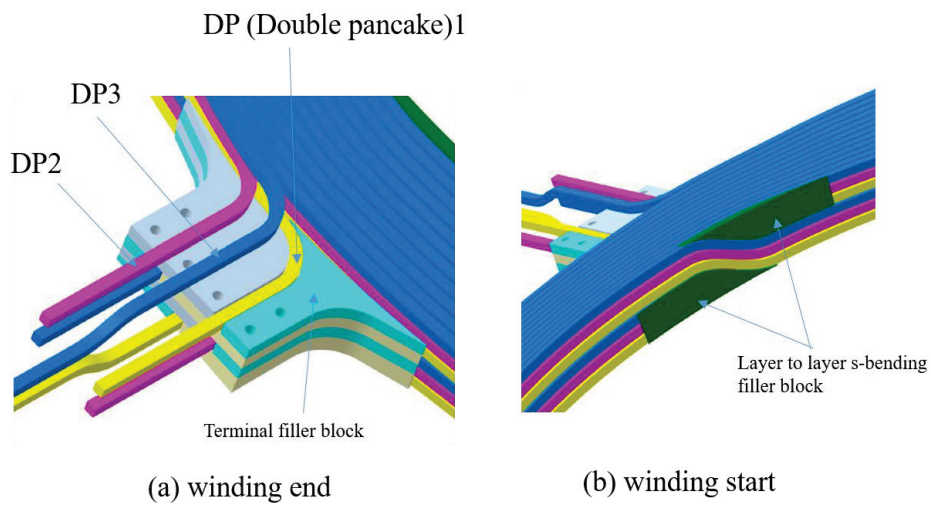 DP (Double pancake)1
DP3
DP2
Terminal filler block
Layer to layer s-bending
filler block
(a) winding end
(b) winding start